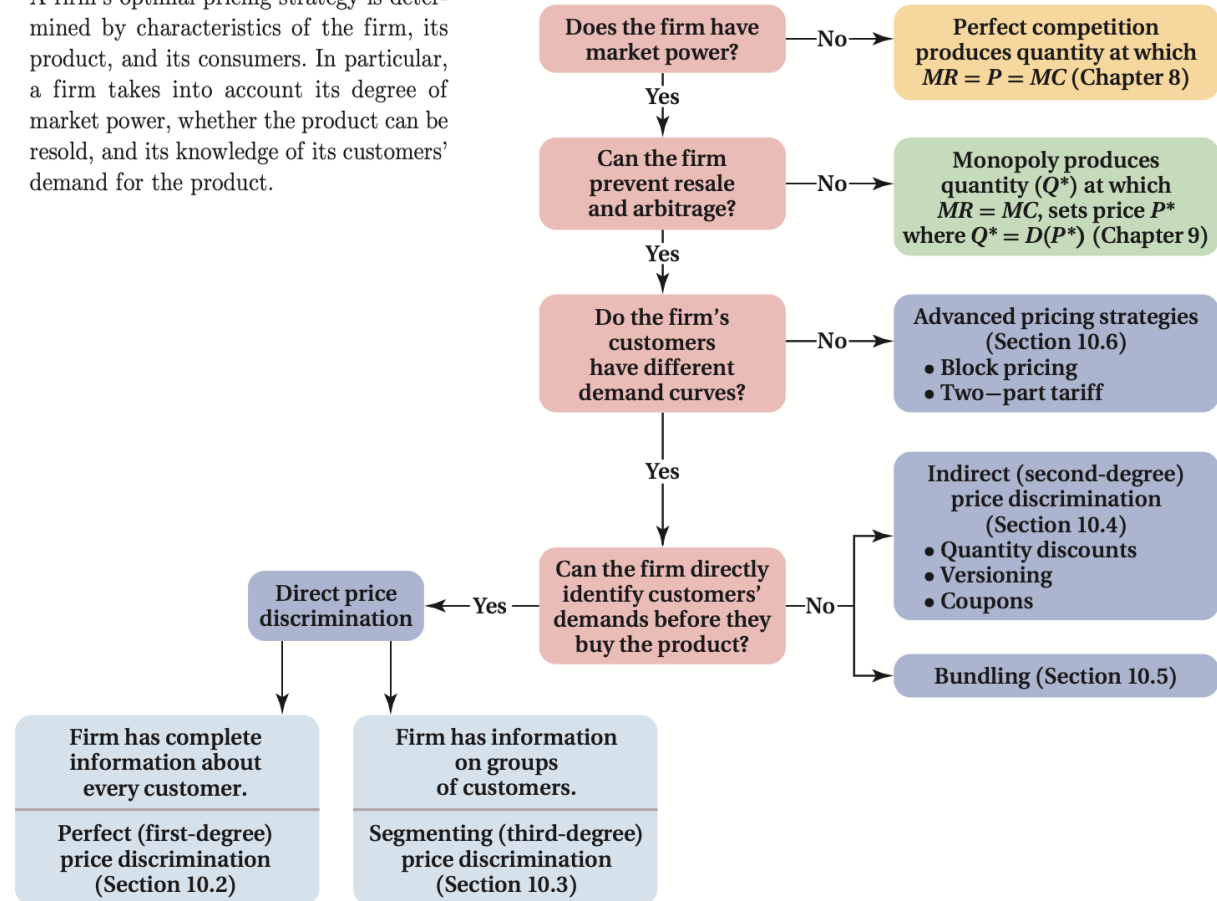 A firm's optimal pricing strategy is deter-
mined by characteristics of the firm, its
product, and its consumers. In particular,
a firm takes into account its degree of
market power, whether the product can be
resold, and its knowledge of its customers'
demand for the product.
Does the firm have
market power?
No
Perfect competition
produces quantity at which
MR = P = MC (Chapter 8)
Yes
Can the firm
prevent resale
and arbitrage?
No
Monopoly produces
quantity (Q*) at which
MR = MC, sets price P*
where Q* = D(P*) (Chapter 9)
Yes
Do the firm's
customers
have different
demand curves?
No
Advanced pricing strategies
(Section 10.6)
• Block pricing
• Two–part tariff
Yes
Can the firm directly
identify customers'
demands before they
buy the product?
No
Indirect (second-degree)
price discrimination
(Section 10.4)
• Quantity discounts
• Versioning
• Coupons
Bundling (Section 10.5)
Yes
Direct price
discrimination
Firm has complete
information about
every customer.
Perfect (first-degree)
price discrimination
(Section 10.2)
Firm has information
on groups
of customers.
Segmenting (third-degree)
price discrimination
(Section 10.3)